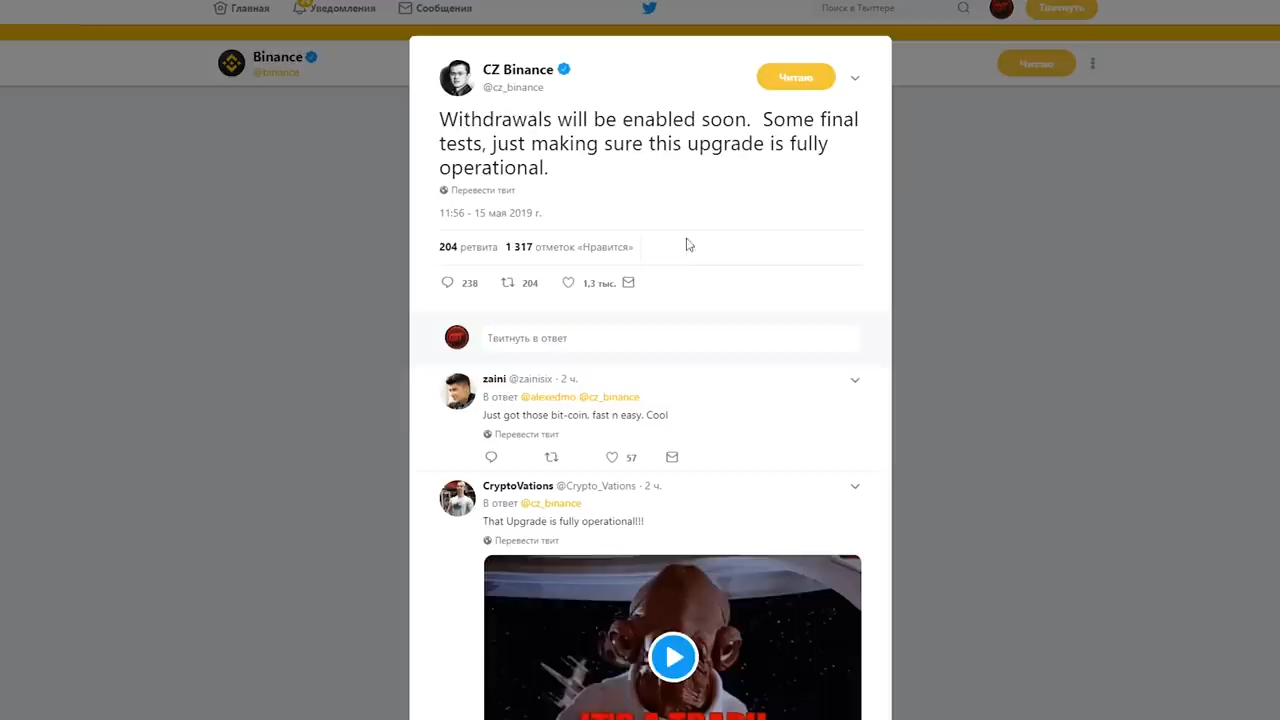 Главная Уведомления Сообщения Поиск в Твиттере Твитнуть
Binance
@binance
Читаю
CZ Binance
@cz_binance
Читаю
Withdrawals will be enabled soon.  Some final
tests, just making sure this upgrade is fully
operational.
Перевести твит
11:56 - 15 мая 2019 г.
204 ретвита 1 317 отметок «Нравится»
238 204 1,3 тыс.
Твитнуть в ответ
zaini @zainisix · 2 ч.
В ответ @alexedmo @cz_binance
Just got those bit-coin, fast n easy. Cool
Перевести твит
57
CryptoVations @Crypto_Vations · 2 ч.
В ответ @cz_binance
That Upgrade is fully operational!!!
Перевести твит
IT'S A TRAP!!